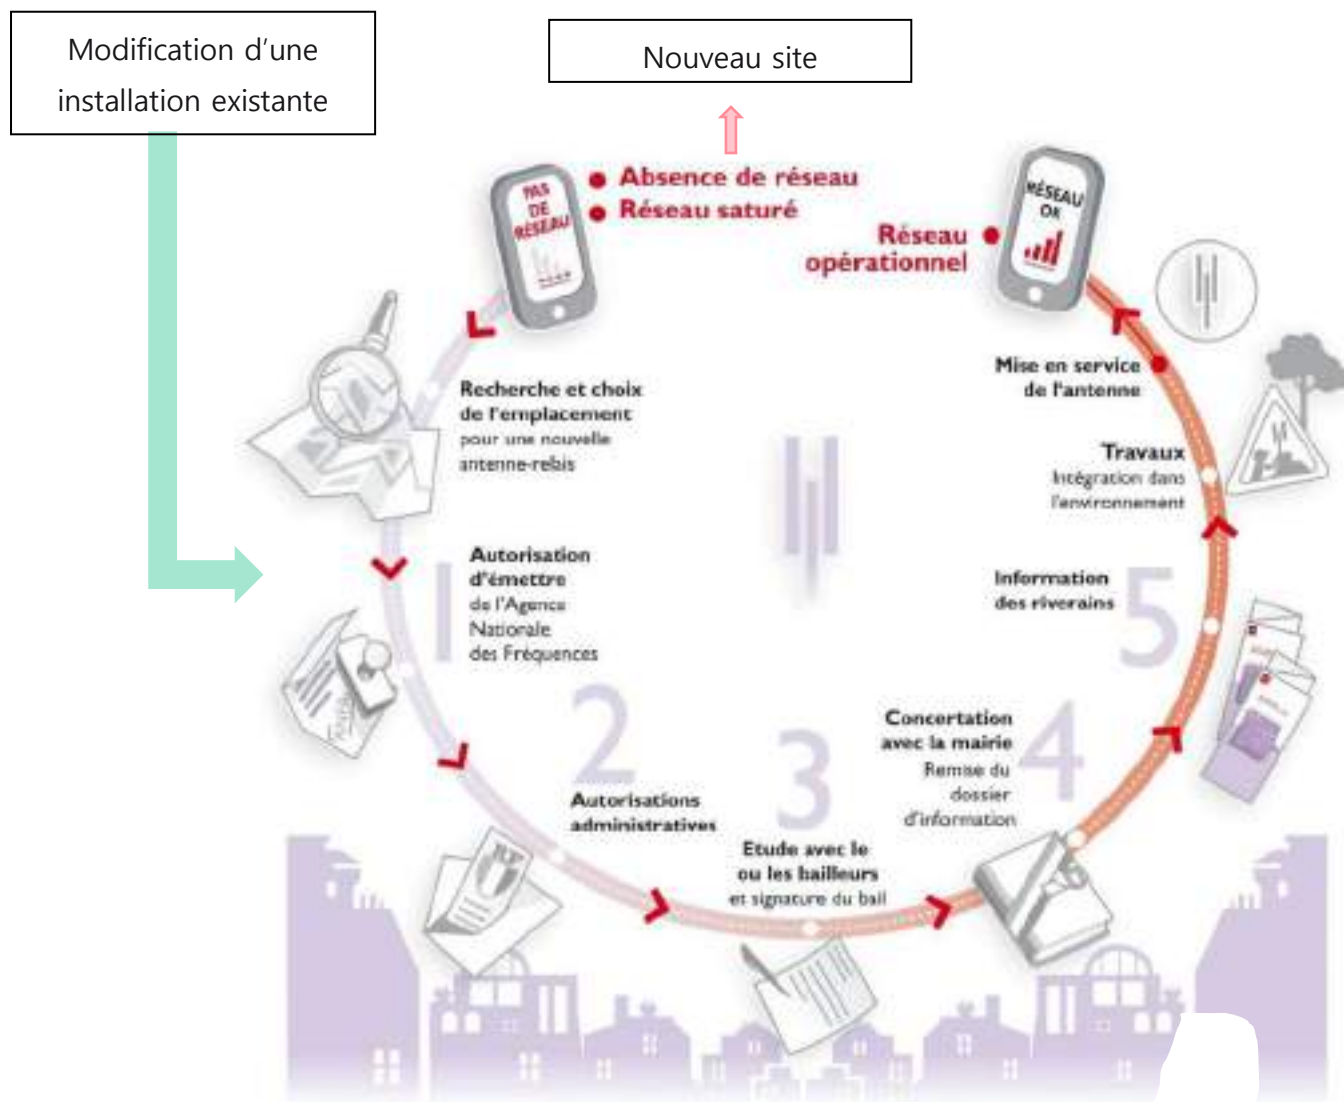 Modification d’une
installation existante
Nouveau site
PAS
DE
RÉSEAU
Absence de réseau
Réseau saturé
Réseau
opérationnel
RÉSEAU
OK
Recherche et choix
de l'emplacement
pour une nouvelle
antenne-relais
Mise en service
de l'antenne
Travaux
Intégration dans
l'environnement
1
Autorisation
d'émettre
de l'Agence
Nationale
des Fréquences
Information
des riverains
5
2
Autorisations
administratives
3
Etude avec le
ou les bailleurs
et signature du bail
Concertation
avec la mairie
Remise du
dossier
d'information
4
RF